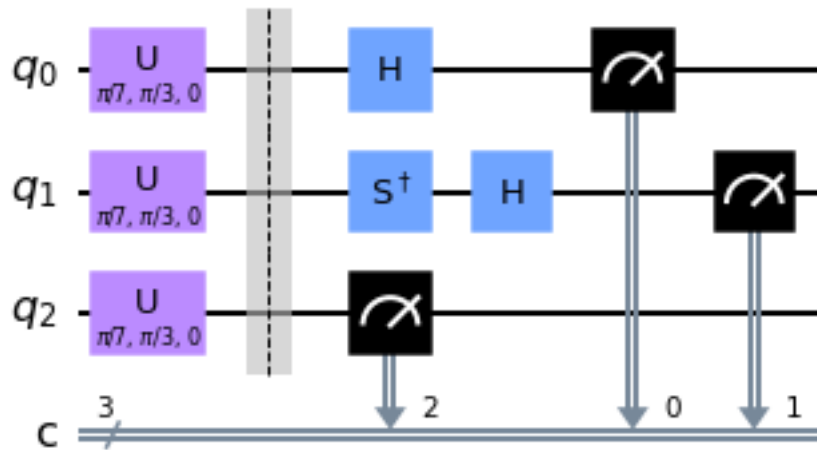 q0 U H
π/7, π/3, 0
q1 U S† H
π/7, π/3, 0
q2 U
π/7, π/3, 0
3 2 0 1
c